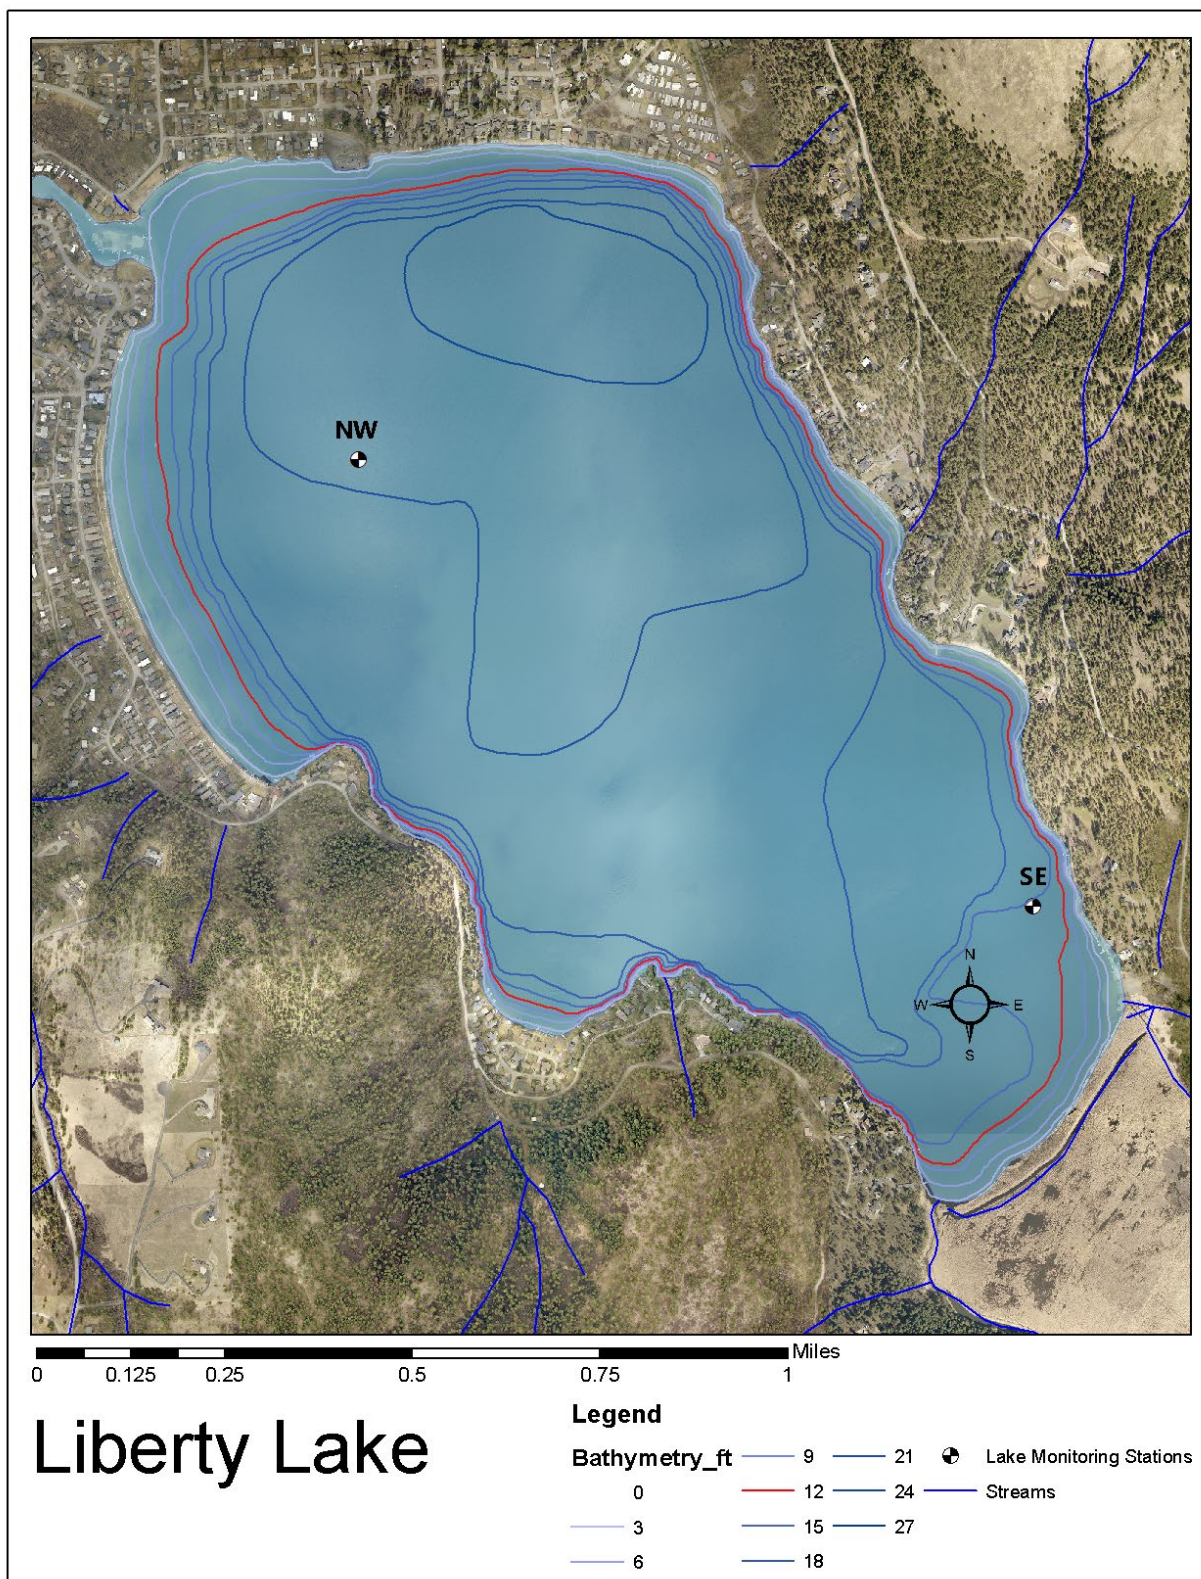 NW
SE
N
W E
S
Miles
0 0.125 0.25 0.5 0.75 1
Liberty Lake
Legend
Bathymetry_ft
0
3
6
9
12
15
18
21
24
27
Lake Monitoring Stations
Streams